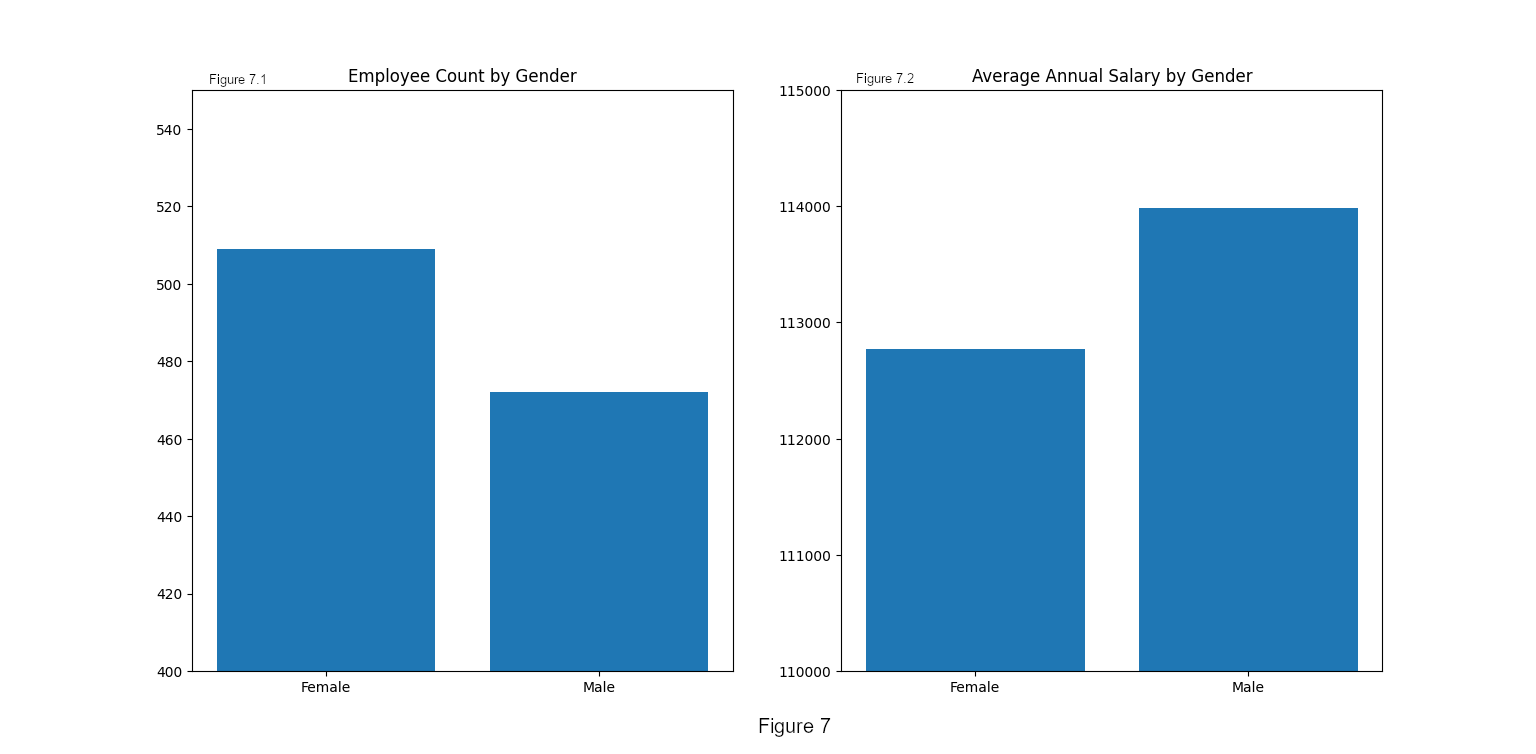 Figure 7.1
Employee Count by Gender
540
520
500
480
460
440
420
400
Female
Male
Figure 7.2
Average Annual Salary by Gender
115000
114000
113000
112000
111000
110000
Female
Male
Figure 7